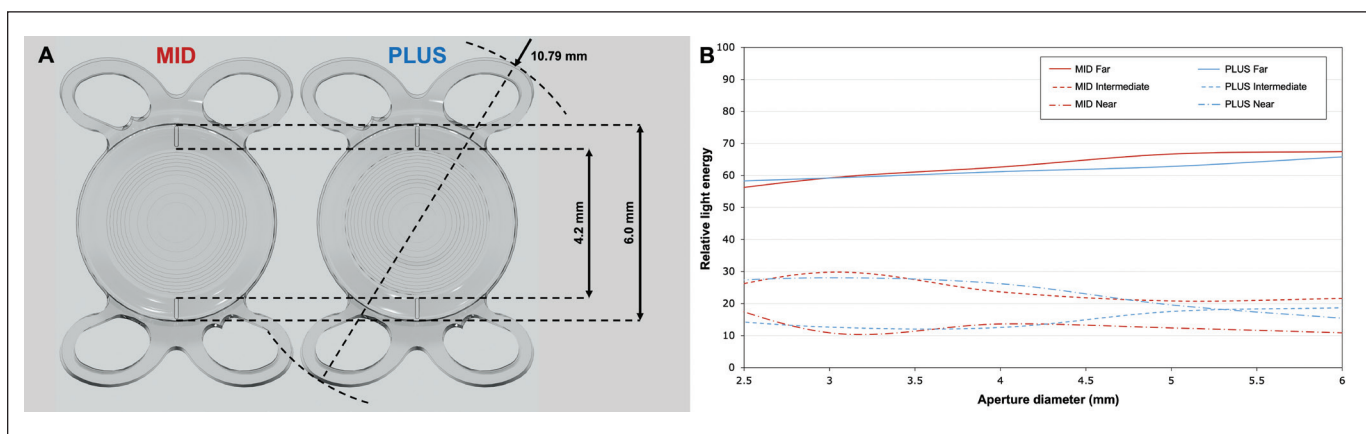 A
MID
PLUS
10.79 mm
4.2 mm
6.0 mm
B
Relative light energy
100
90
80
70
60
50
40
30
20
10
0
MID Far
PLUS Far
MID Intermediate
PLUS Intermediate
MID Near
PLUS Near
2.5
3
3.5
4
4.5
5
5.5
6
Aperture diameter (mm)